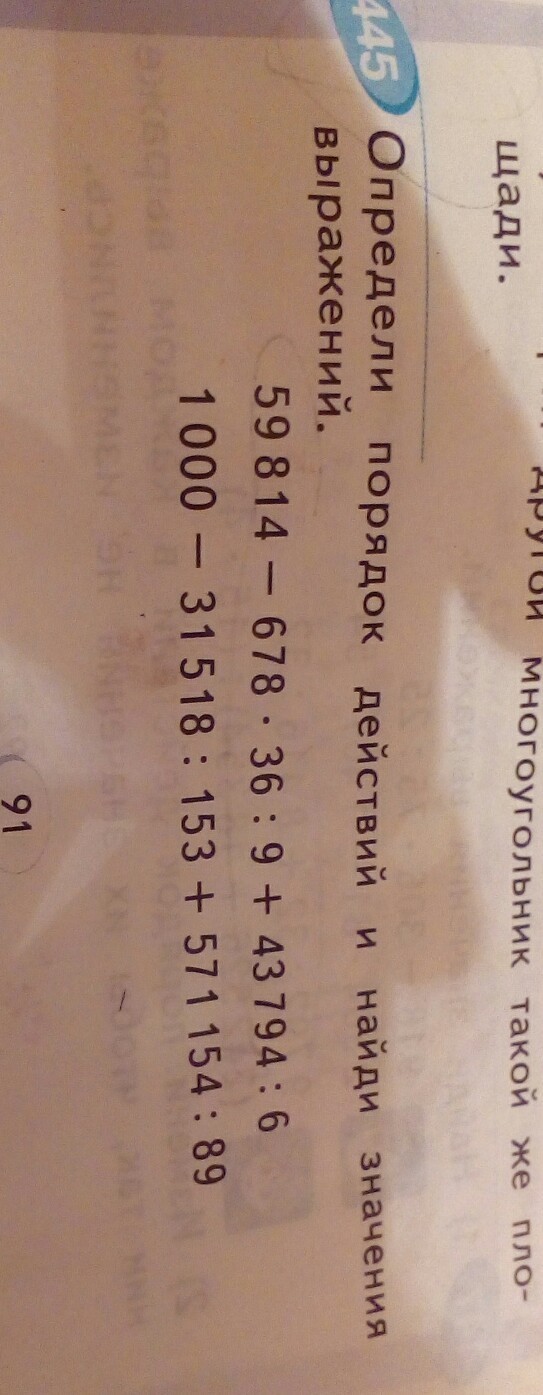 другой многоугольник такой же пло-
щади.
445 Определи порядок действий и найди значения
выражений.
59 814 – 678 · 36 : 9 + 43 794 : 6
1 000 – 31 518 : 153 + 571 154 : 89
91